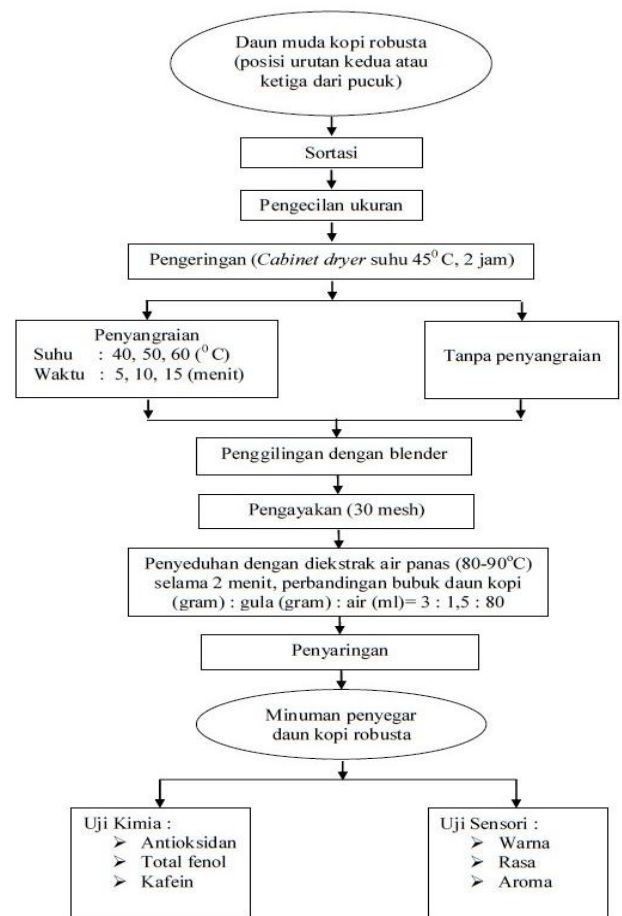 Daun muda kopi robusta
(posisi urutan kedua atau
ketiga dari pucuk)
Sortasi
Pengecilan ukuran
Pengeringan (Cabinet dryer suhu 45⁰ C, 2 jam)
Penyangraian
Suhu : 40, 50, 60 (⁰ C)
Waktu : 5, 10, 15 (menit)
Tanpa penyangraian
Penggilingan dengan blender
Pengayakan (30 mesh)
Penyeduhan dengan diekstrak air panas (80-90°C)
selama 2 menit, perbandingan bubuk daun kopi
(gram) : gula (gram) : air (ml)= 3 : 1,5 : 80
Penyaringan
Minuman penyegar
daun kopi robusta
Uji Kimia :
➢ Antioksidan
➢ Total fenol
➢ Kafein
Uji Sensori :
➢ Warna
➢ Rasa
➢ Aroma